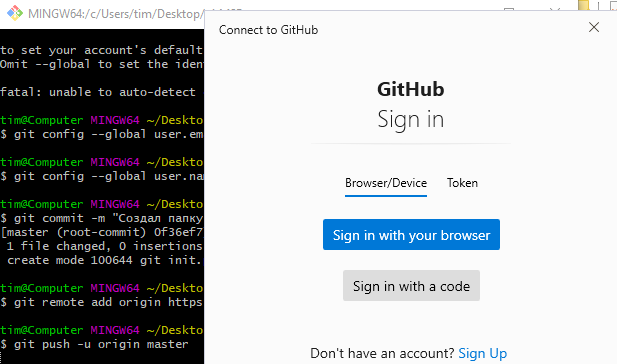 MINGW64:/c/Users/tim/Desktop/
Connect to GitHub
to set your account's default
Omit --global to set the
fatal: unable to auto-detect
tim@Computer MINGW64 ~/Deskto
$ git config --global user.em
tim@Computer MINGW64 ~/Deskto
$ git config --global user.na
tim@Computer MINGW64 ~/Deskto
$ git commit -m "Создал папку
[master (root-commit) 0f36ef7
1 file changed, 0 insertions
create mode 100644 git init.
tim@Computer MINGW64 ~/Deskto
$ git remote add origin https
tim@Computer MINGW64 ~/Deskto
$ git push -u origin master
GitHub
Sign in
Browser/Device Token
Sign in with your browser
Sign in with a code
Don't have an account? Sign Up